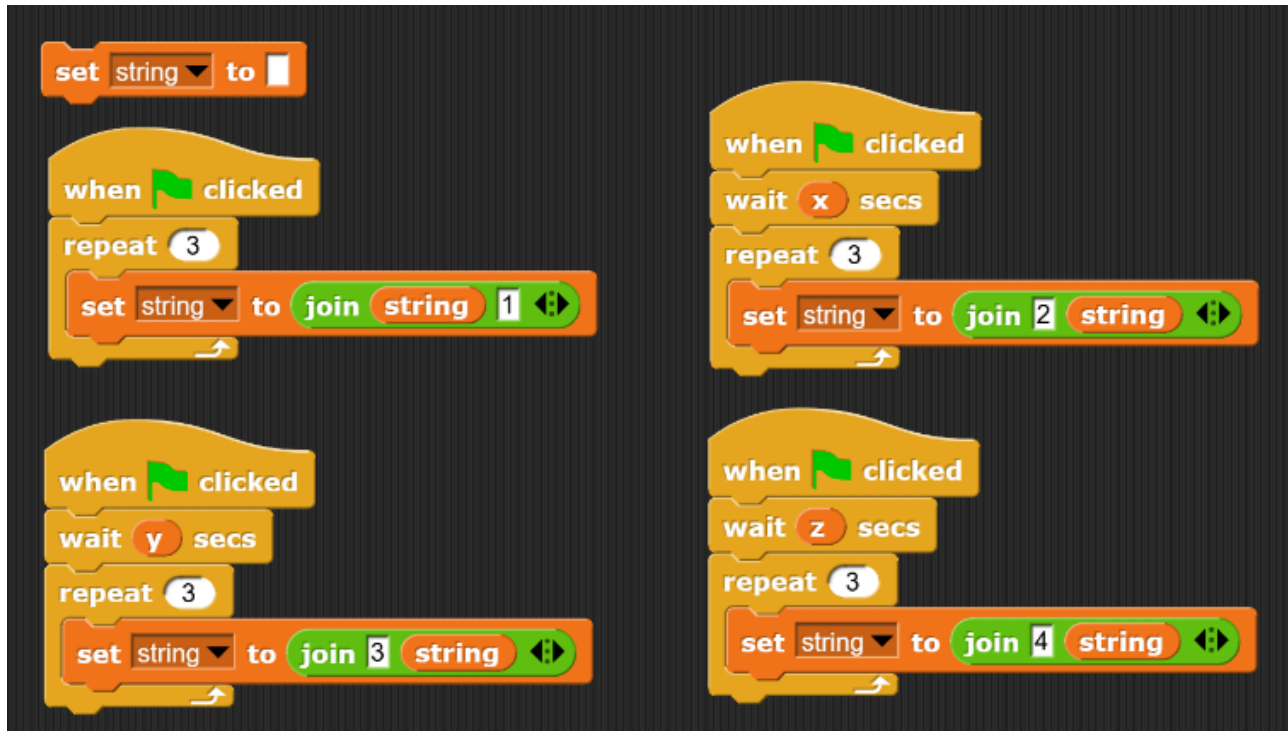 set string to
when clicked
repeat 3
set string to join string 1
when clicked
wait x secs
repeat 3
set string to join 2 string
when clicked
wait y secs
repeat 3
set string to join 3 string
when clicked
wait z secs
repeat 3
set string to join 4 string